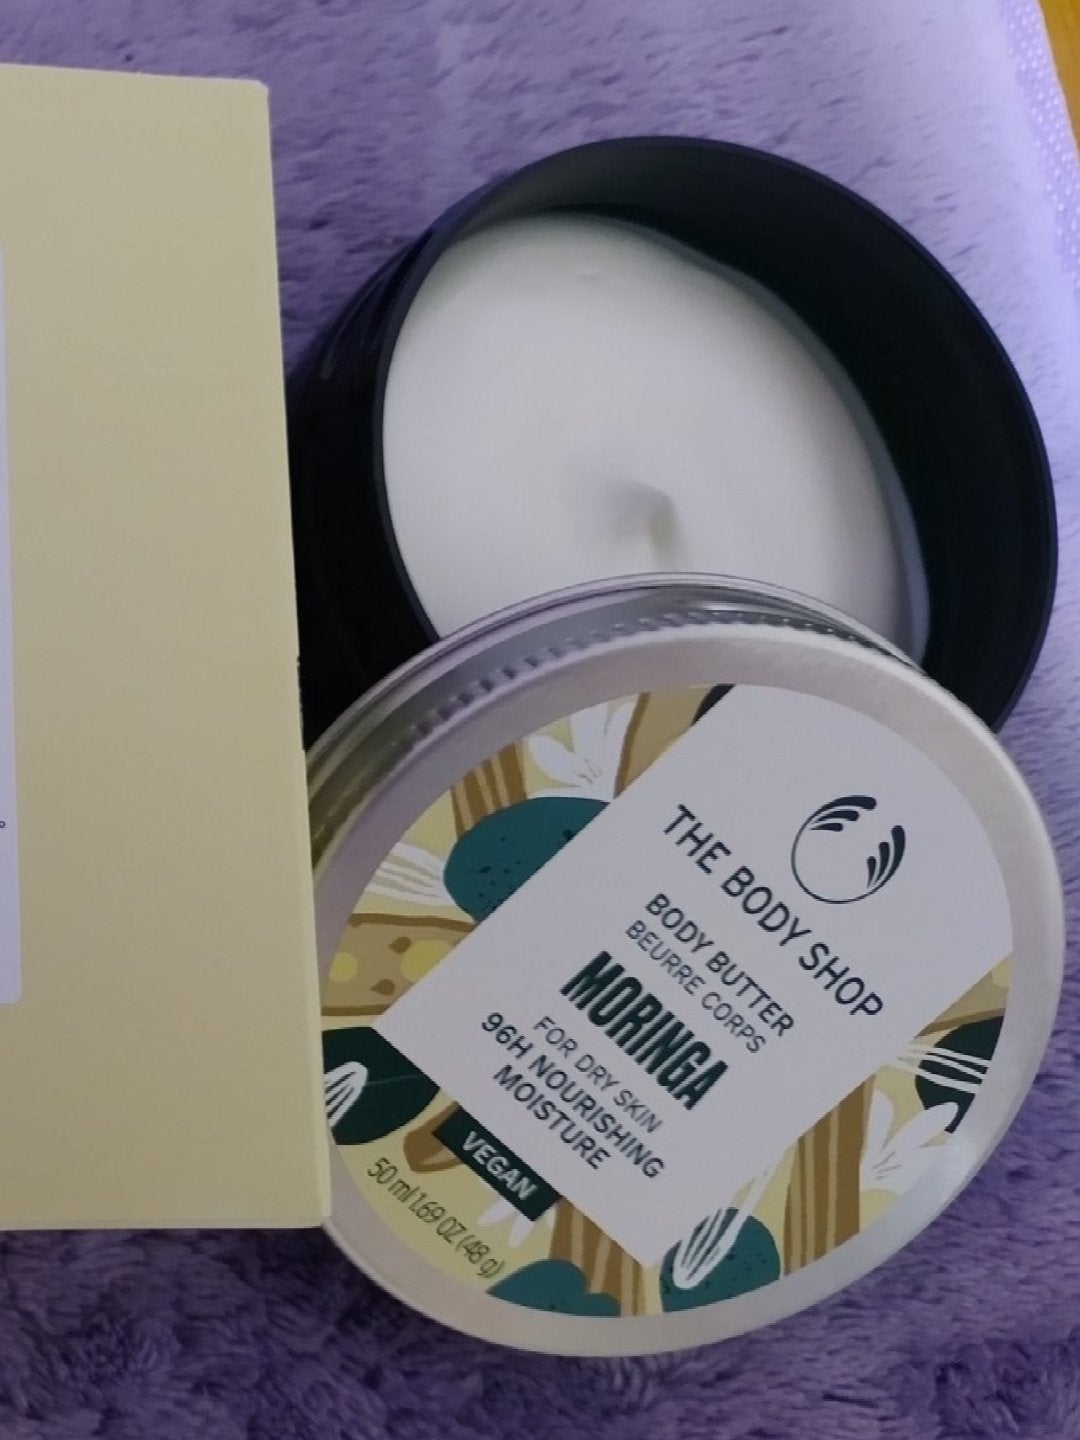 THE BODY SHOP
BODY BUTTER
BEURRE CORPS
MORINGA
FOR DRY SKIN
96H NOURISHING
MOISTURE
VEGAN
50 ml 1.69 OZ (48 g)